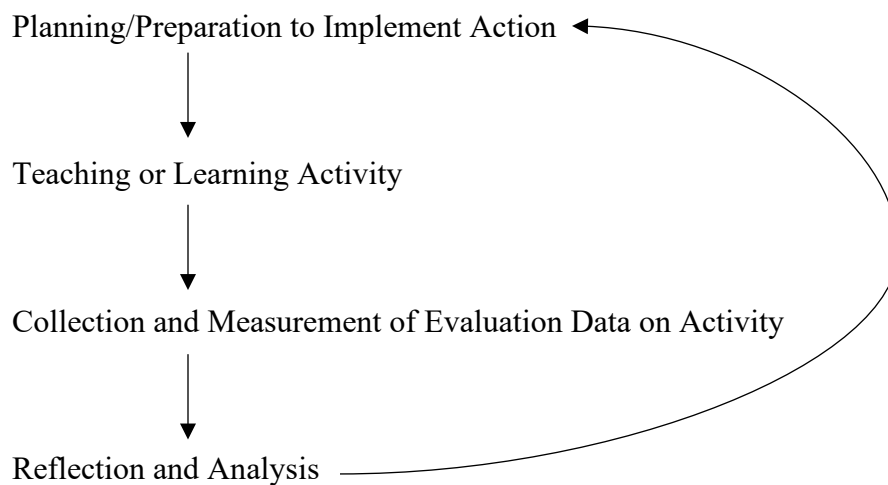 Planning/Preparation to Implement Action
Teaching or Learning Activity
Collection and Measurement of Evaluation Data on Activity
Reflection and Analysis